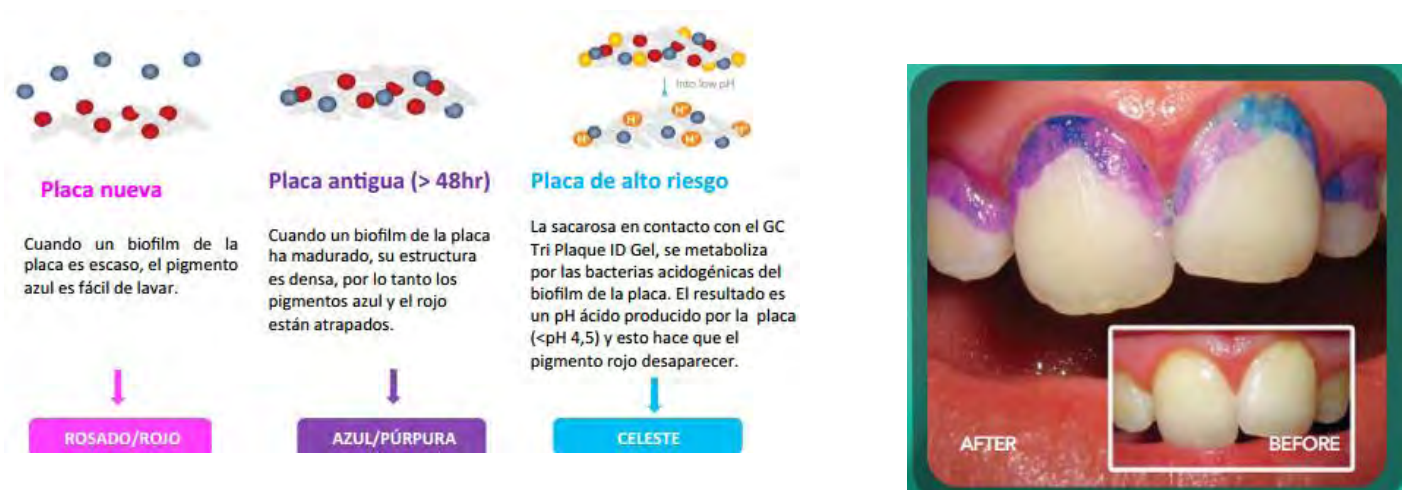 Into low pH
H⁺
H⁺
H⁺
H⁺
H⁺
Placa nueva
Cuando un biofilm de la
placa es escaso, el pigmento
azul es fácil de lavar.
ROSADO/ROJO
Placa antigua (> 48hr)
Cuando un biofilm de la placa
ha madurado, su estructura
es densa, por lo tanto los
pigmentos azul y el rojo
están atrapados.
AZUL/PÚRPURA
Placa de alto riesgo
La sacarosa en contacto con el GC
Tri Plaque ID Gel, se metaboliza
por las bacterias acidogénicas del
biofilm de la placa. El resultado es
un pH ácido producido por la placa
(<pH 4,5) y esto hace que el
pigmento rojo desaparecer.
CELESTE
AFTER
BEFORE